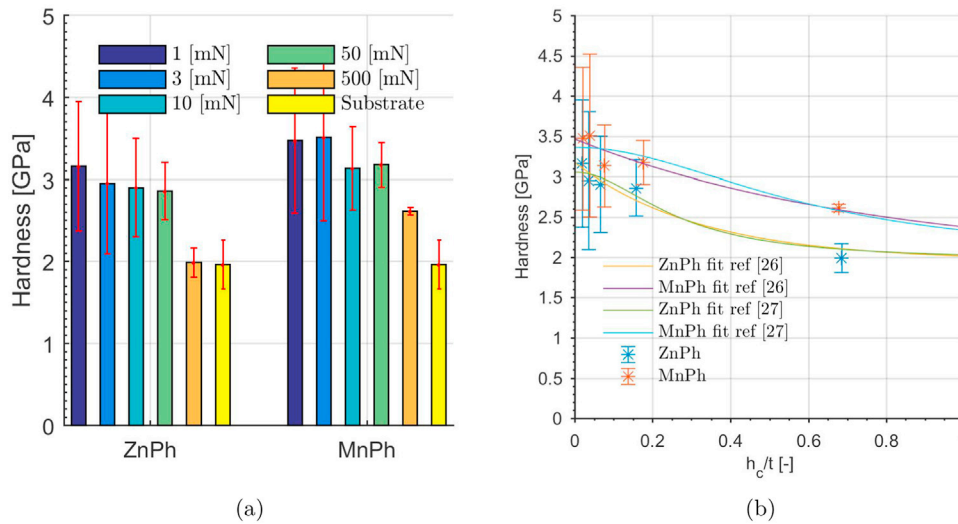 5
4
3
2
1
0
Hardness [GPa]
1 [mN]
3 [mN]
10 [mN]
50 [mN]
500 [mN]
Substrate
ZnPh
MnPh
(a)
5
4.5
4
3.5
3
2.5
2
1.5
1
0.5
0
Hardness [GPa]
ZnPh fit ref [26]
MnPh fit ref [26]
ZnPh fit ref [27]
MnPh fit ref [27]
ZnPh
MnPh
0
0.2
0.4
0.6
0.8
h_c/t [-]
(b)